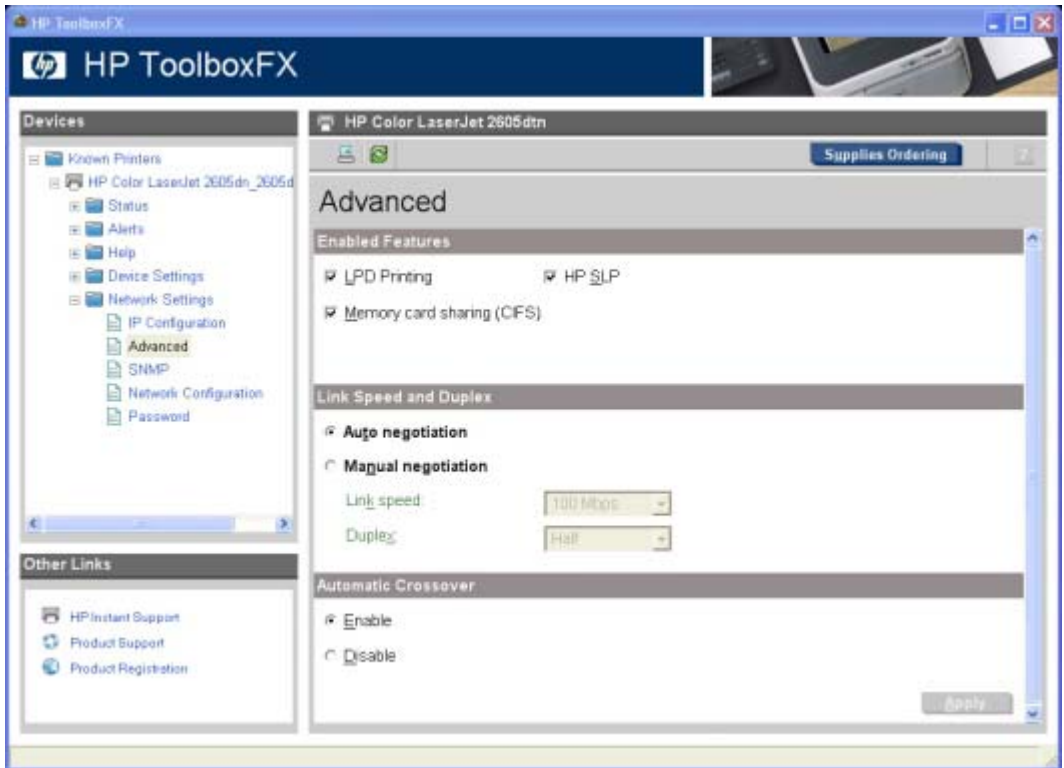 HP ToolboxFX
hp HP ToolboxFX
Devices
Known Printers
HP Color LaserJet 2605dn_2605d
Status
Alerts
Help
Device Settings
Network Settings
IP Configuration
Advanced
SNMP
Network Configuration
Password
Other Links
HP Instant Support
Product Support
Product Registration
HP Color LaserJet 2605dtn
Supplies Ordering
Advanced
Enabled Features
LPD Printing HP SLP
Memory card sharing (CIFS)
Link Speed and Duplex
Auto negotiation
Manual negotiation
Link speed: 100 Mbps
Duplex: Half
Automatic Crossover
Enable
Disable
Apply